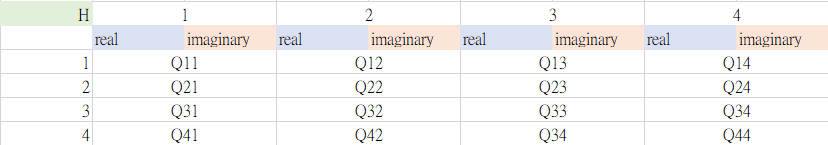 H 1 2 3 4
real imaginary real imaginary real imaginary real imaginary
1 Q11 Q12 Q13 Q14
2 Q21 Q22 Q23 Q24
3 Q31 Q32 Q33 Q34
4 Q41 Q42 Q34 Q44